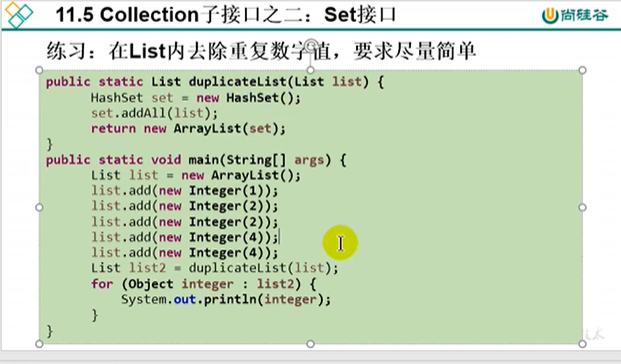 11.5 Collection子接口之二：Set接口
尚硅谷
练习：在List内去除重复数字值，要求尽量简单
public static List duplicateList(List list) {
HashSet set = new HashSet();
set.addAll(list);
return new ArrayList(set);
}
public static void main(String[] args) {
List list = new ArrayList();
list.add(new Integer(1));
list.add(new Integer(2));
list.add(new Integer(2));
list.add(new Integer(4));
list.add(new Integer(4));
List list2 = duplicateList(list);
for (Object integer : list2) {
System.out.println(integer);
}
}